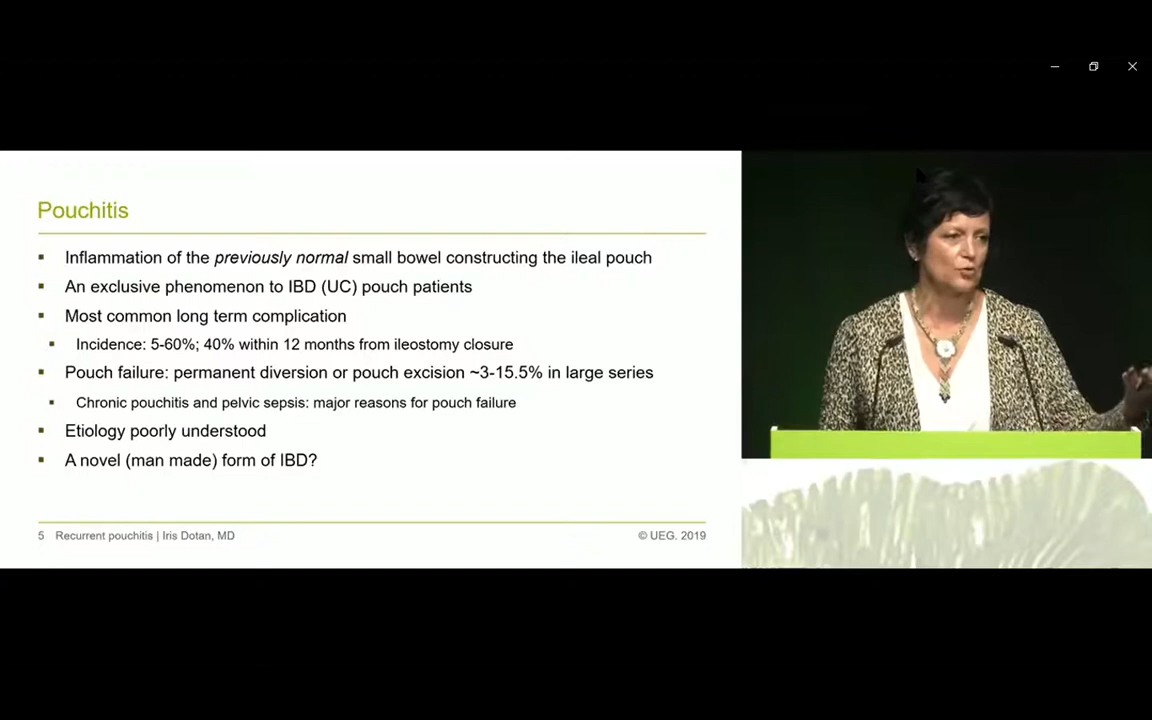 Pouchitis
▪ Inflammation of the previously normal small bowel constructing the ileal pouch
▪ An exclusive phenomenon to IBD (UC) pouch patients
▪ Most common long term complication
▪ Incidence: 5-60%; 40% within 12 months from ileostomy closure
▪ Pouch failure: permanent diversion or pouch excision ~3-15.5% in large series
▪ Chronic pouchitis and pelvic sepsis: major reasons for pouch failure
▪ Etiology poorly understood
▪ A novel (man made) form of IBD?
5 Recurrent pouchitis | Iris Dotan, MD © UEG. 2019